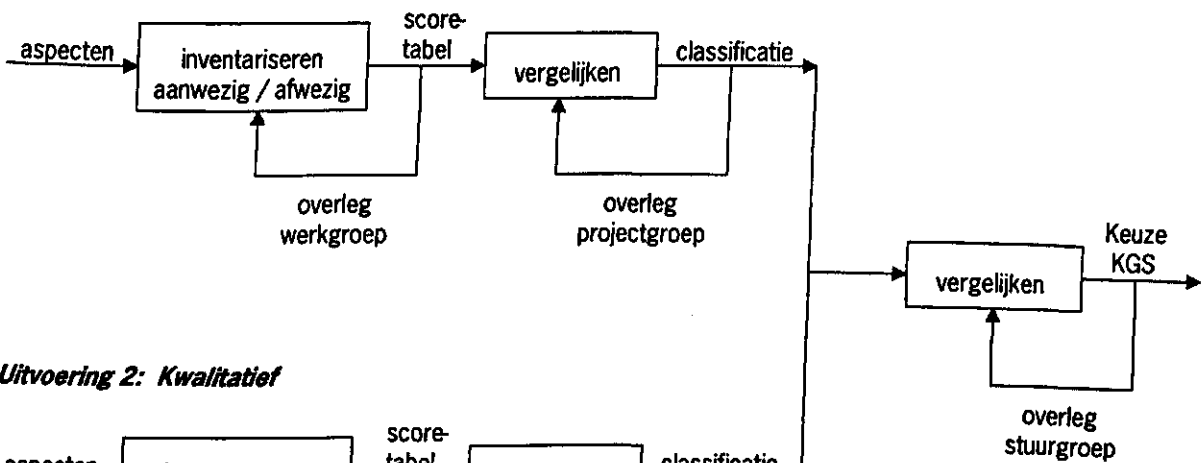 aspecten
inventariseren
aanwezig / afwezig
score-
tabel
vergelijken
classificatie
overleg
werkgroep
overleg
projectgroep
vergelijken
Keuze
KGS
overleg
stuurgroep
Uitvoering 2: Kwalitatief
aspecten
score-
tabel
classificatie